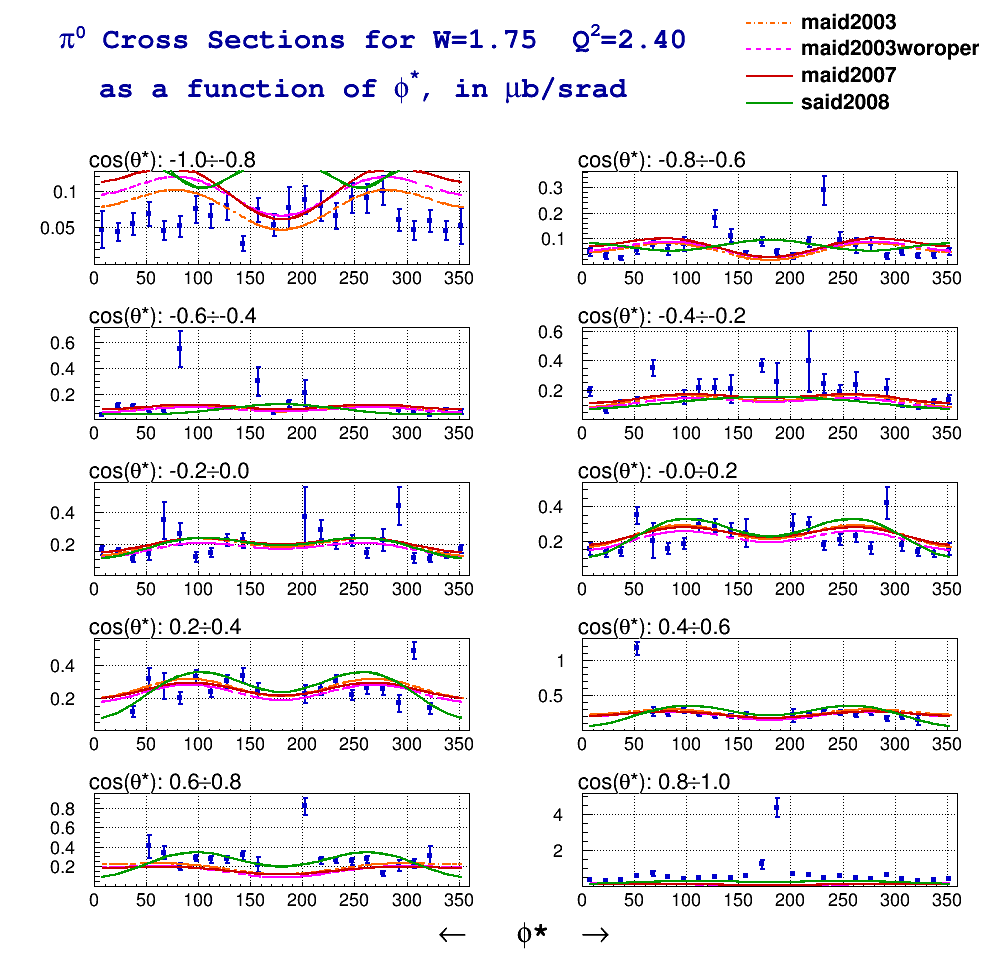 π⁰ Cross Sections for W=1.75 Q²=2.40
as a function of ϕ*, in μb/srad
maid2003
maid2003woroper
maid2007
said2008
cos(θ*): -1.0÷-0.8
0.1
0.05
0 50 100 150 200 250 300 350
cos(θ*): -0.8÷-0.6
0.3
0.2
0.1
0 50 100 150 200 250 300 350
cos(θ*): -0.6÷-0.4
0.6
0.4
0.2
0 50 100 150 200 250 300 350
cos(θ*): -0.4÷-0.2
0.6
0.4
0.2
0 50 100 150 200 250 300 350
cos(θ*): -0.2÷0.0
0.4
0.2
0 50 100 150 200 250 300 350
cos(θ*): -0.0÷0.2
0.4
0.2
0 50 100 150 200 250 300 350
cos(θ*): 0.2÷0.4
0.4
0.2
0 50 100 150 200 250 300 350
cos(θ*): 0.4÷0.6
1
0.5
0 50 100 150 200 250 300 350
cos(θ*): 0.6÷0.8
0.8
0.6
0.4
0.2
0 50 100 150 200 250 300 350
cos(θ*): 0.8÷1.0
4
2
0 50 100 150 200 250 300 350
← ϕ* →